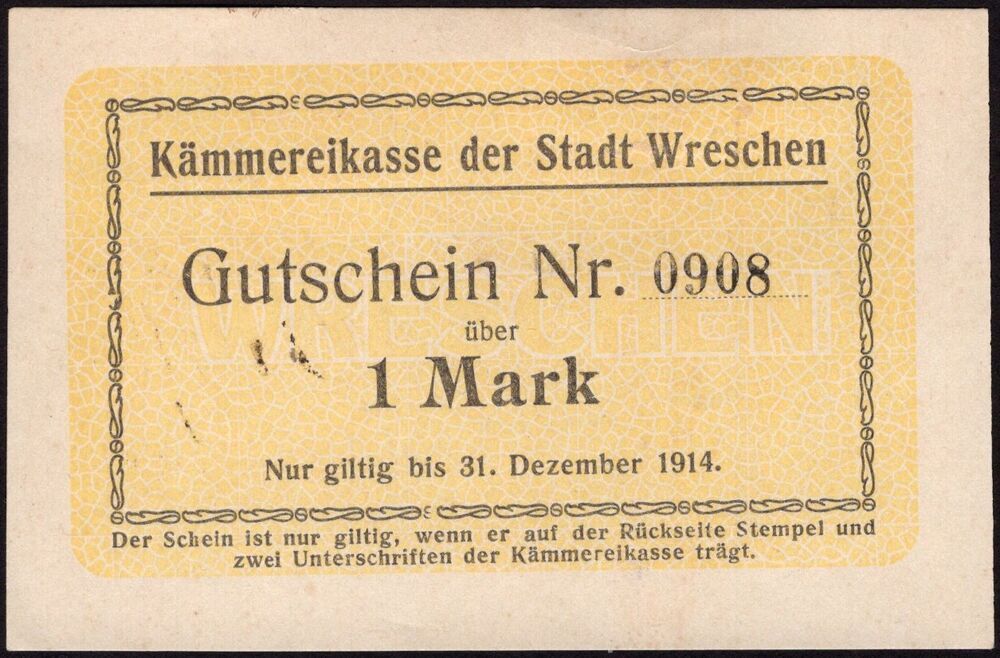 Kämmereikasse der Stadt Wreschen
Gutschein Nr. 0908
WRESCHEN
über
1 Mark
Nur giltig bis 31. Dezember 1914.
Der Schein ist nur giltig, wenn er auf der Rückseite Stempel und
zwei Unterschriften der Kämmereikasse trägt.